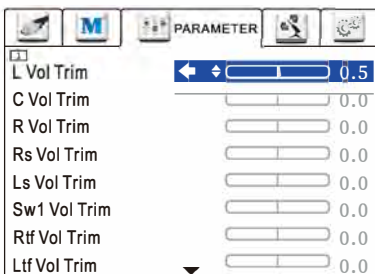 M PARAMETER
1
L Vol Trim 0.5
C Vol Trim 0.0
R Vol Trim 0.0
Rs Vol Trim 0.0
Ls Vol Trim 0.0
Sw1 Vol Trim 0.0
Rtf Vol Trim 0.0
Ltf Vol Trim 0.0